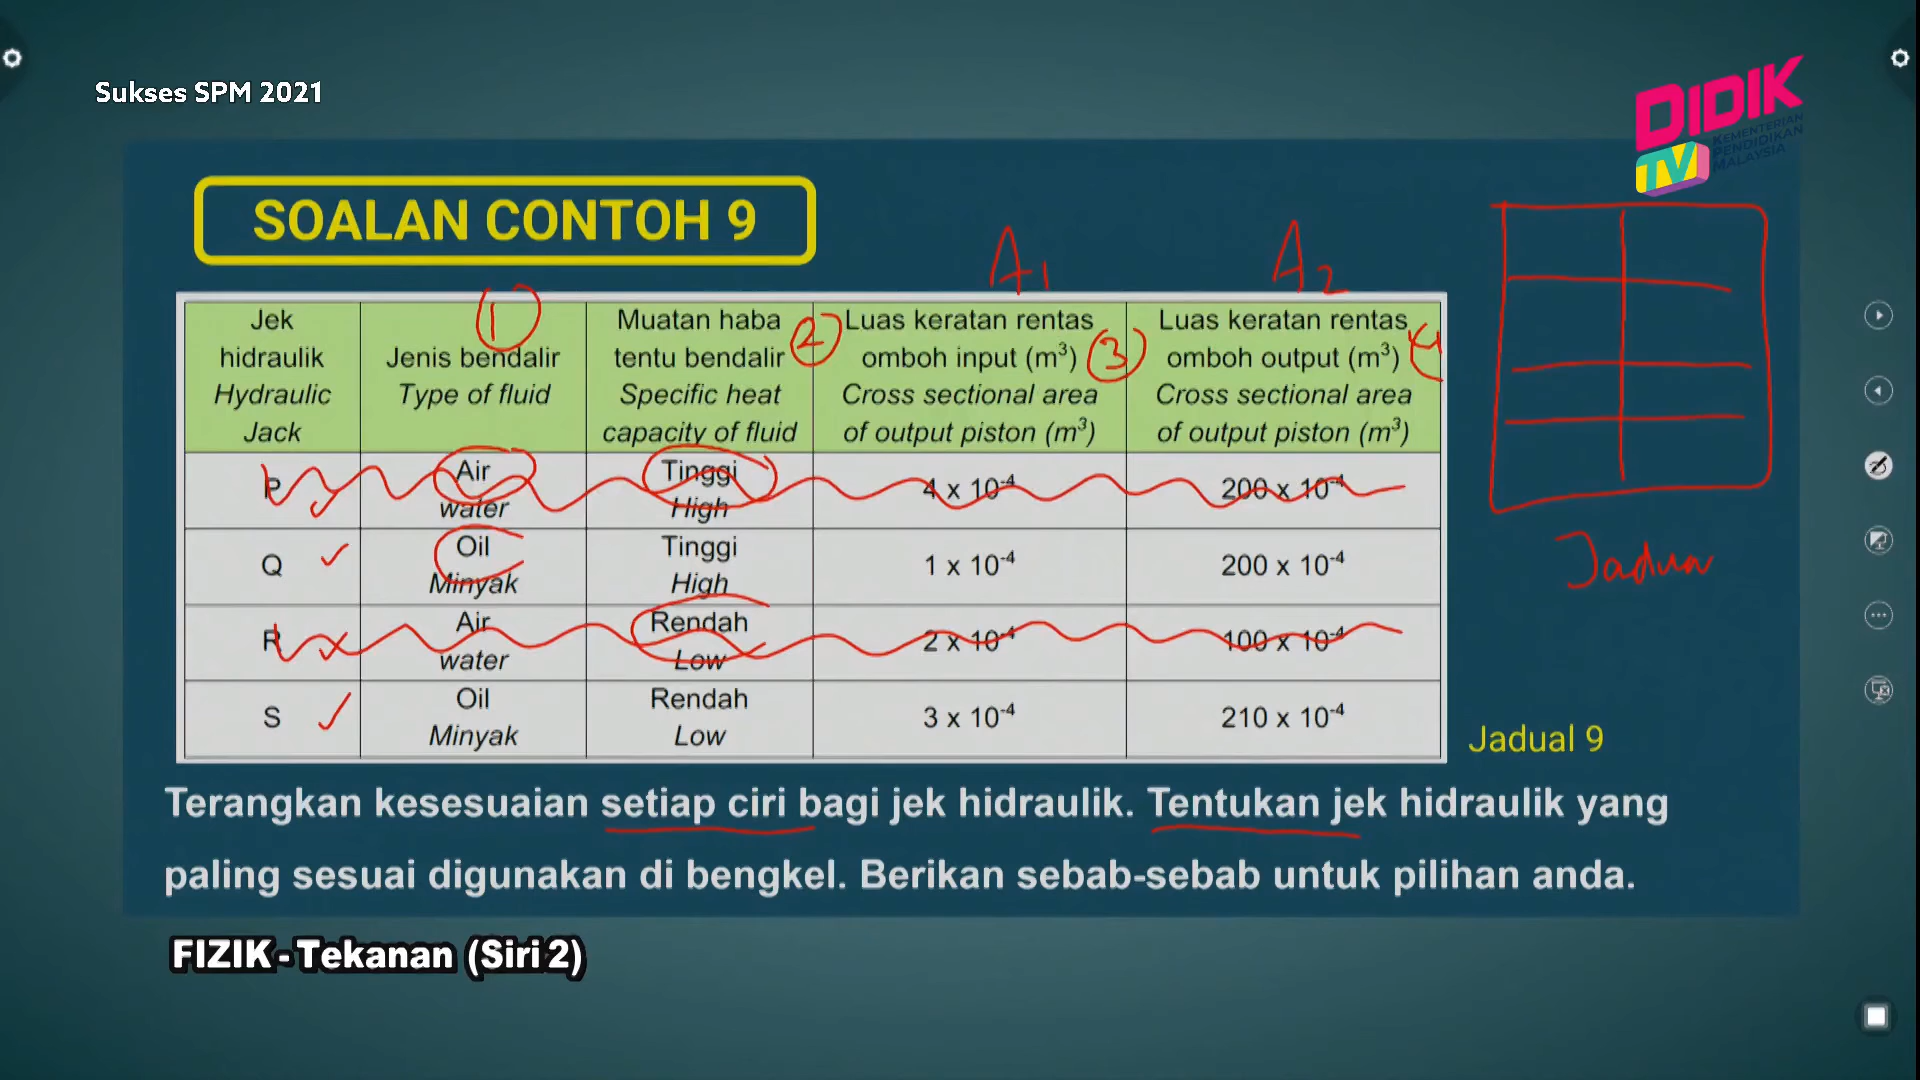 Sukses SPM 2021
DIDIK
TV
KEMENTERIAN
PENDIDIKAN
MALAYSIA
SOALAN CONTOH 9
A1
A2
Jek
hidraulik
Hydraulic
Jack
1
Jenis bendalir
Type of fluid
Muatan haba
tentu bendalir
Specific heat
capacity of fluid
2
Luas keratan rentas
omboh input (m³)
Cross sectional area
of output piston (m³)
3
Luas keratan rentas
omboh output (m³)
Cross sectional area
of output piston (m³)
4
P
Air
water
Tinggi
High
4 x 10⁻⁴
200 x 10⁻⁴
Q
Oil
Minyak
Tinggi
High
1 x 10⁻⁴
200 x 10⁻⁴
R
Air
water
Rendah
Low
2 x 10⁻⁴
100 x 10⁻⁴
S
Oil
Minyak
Rendah
Low
3 x 10⁻⁴
210 x 10⁻⁴
Jadua
Jadual 9
Terangkan kesesuaian setiap ciri bagi jek hidraulik. Tentukan jek hidraulik yang
paling sesuai digunakan di bengkel. Berikan sebab-sebab untuk pilihan anda.
FIZIK - Tekanan (Siri 2)